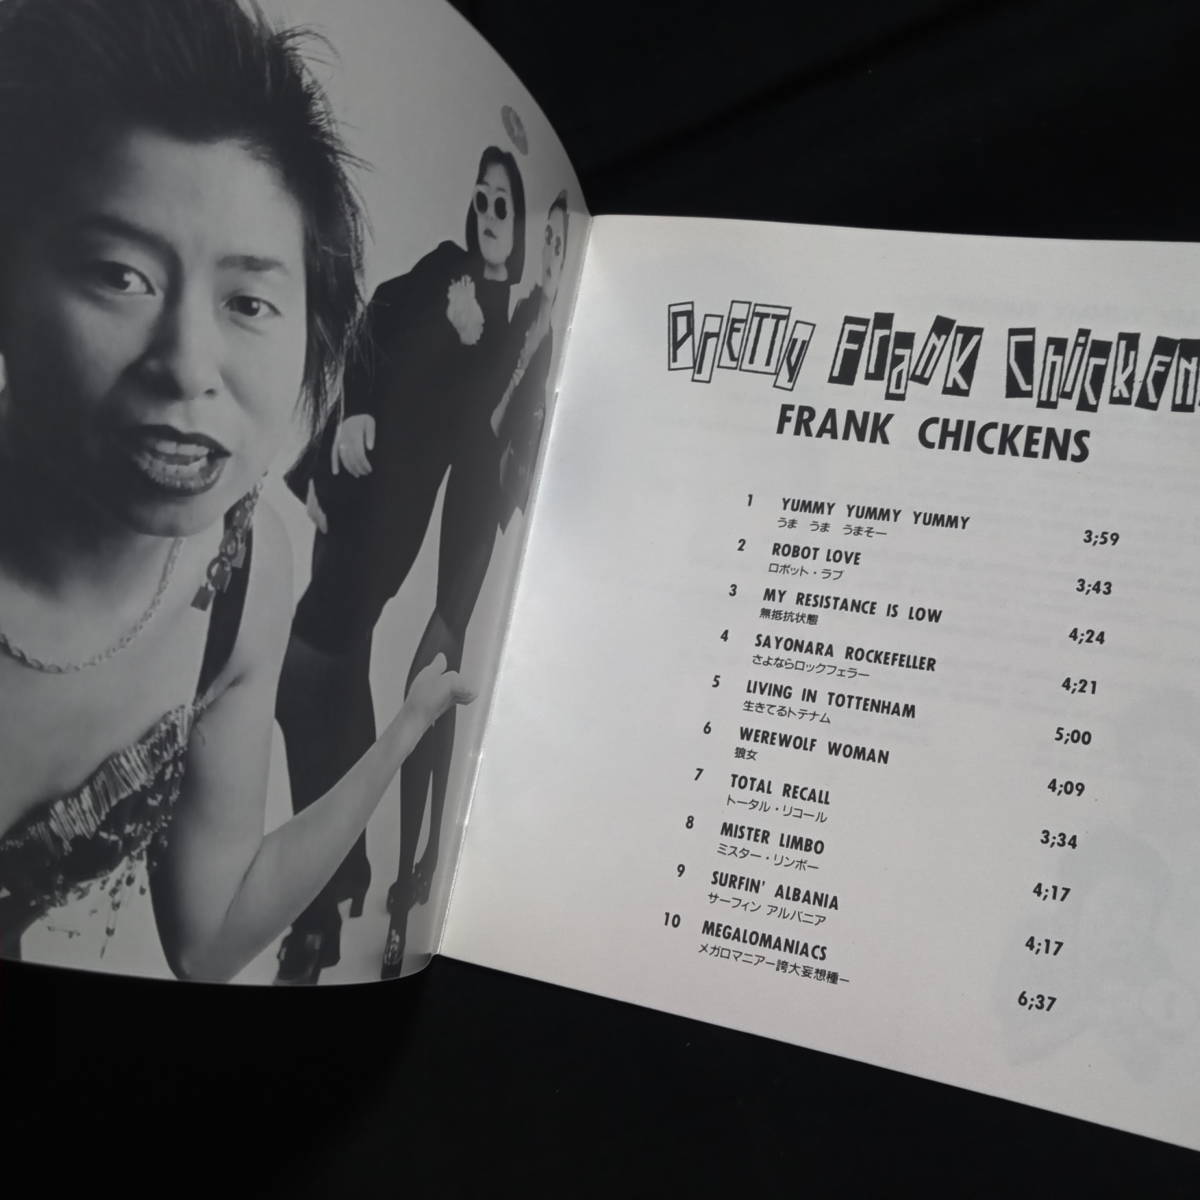 PRETTY FRANK CHICKENS
FRANK CHICKENS
1 YUMMY YUMMY YUMMY 3;59
うま うま うまそー
2 ROBOT LOVE 3;43
ロボット・ラブ
3 MY RESISTANCE IS LOW 4;24
無抵抗状態
4 SAYONARA ROCKEFELLER 4;21
さよならロックフェラー
5 LIVING IN TOTTENHAM 5;00
生きてるトテナム
6 WEREWOLF WOMAN 4;09
狼女
7 TOTAL RECALL 3;34
トータル・リコール
8 MISTER LIMBO 4;17
ミスター・リンボー
9 SURFIN' ALBANIA 4;17
サーフィン アルバニア
10 MEGALOMANIACS 6;37
メガロマニアー誇大妄想種ー